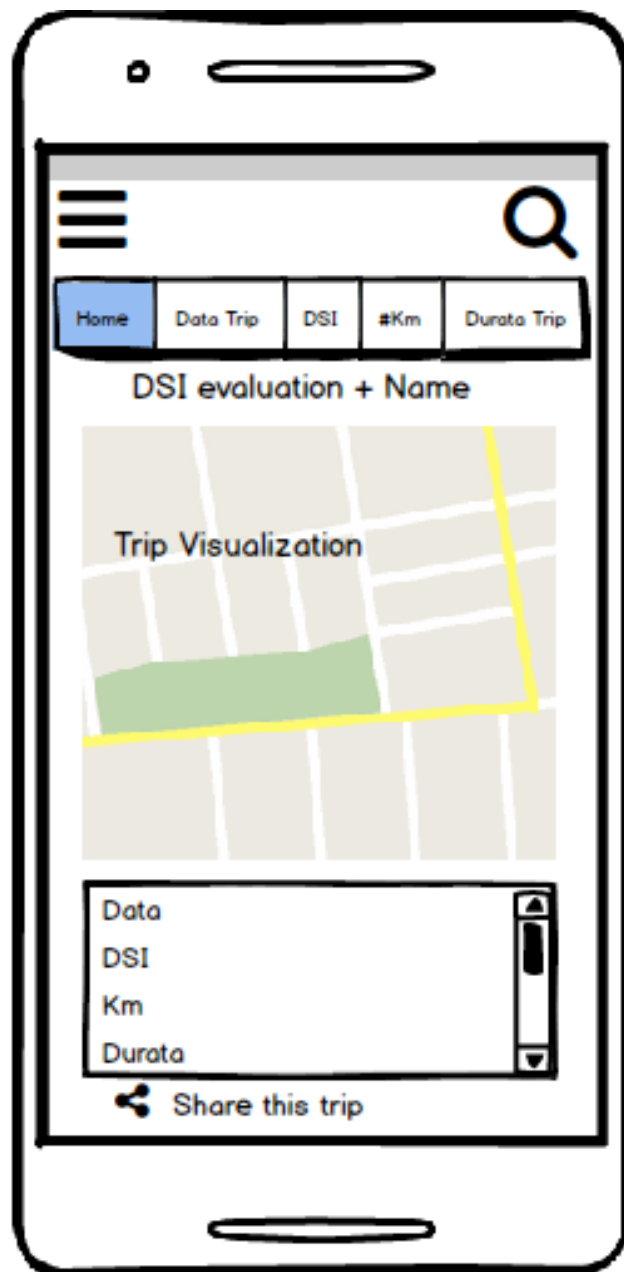 Home Data Trip DSI #Km Durata Trip
DSI evaluation + Name
Trip Visualization
Data
DSI
Km
Durata
Share this trip